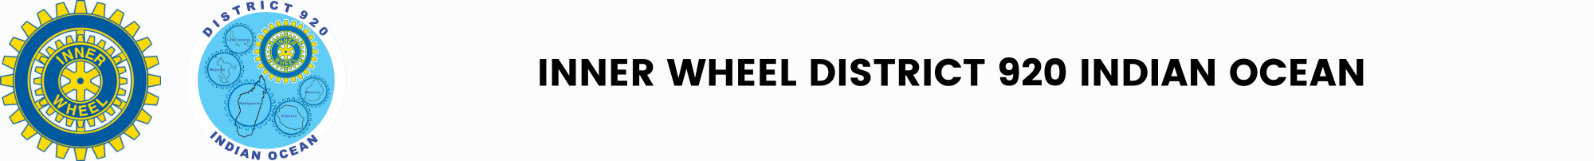 INNER
WHEEL
DISTRICT 920
INDIAN OCEAN
INNER WHEEL DISTRICT 920 INDIAN OCEAN